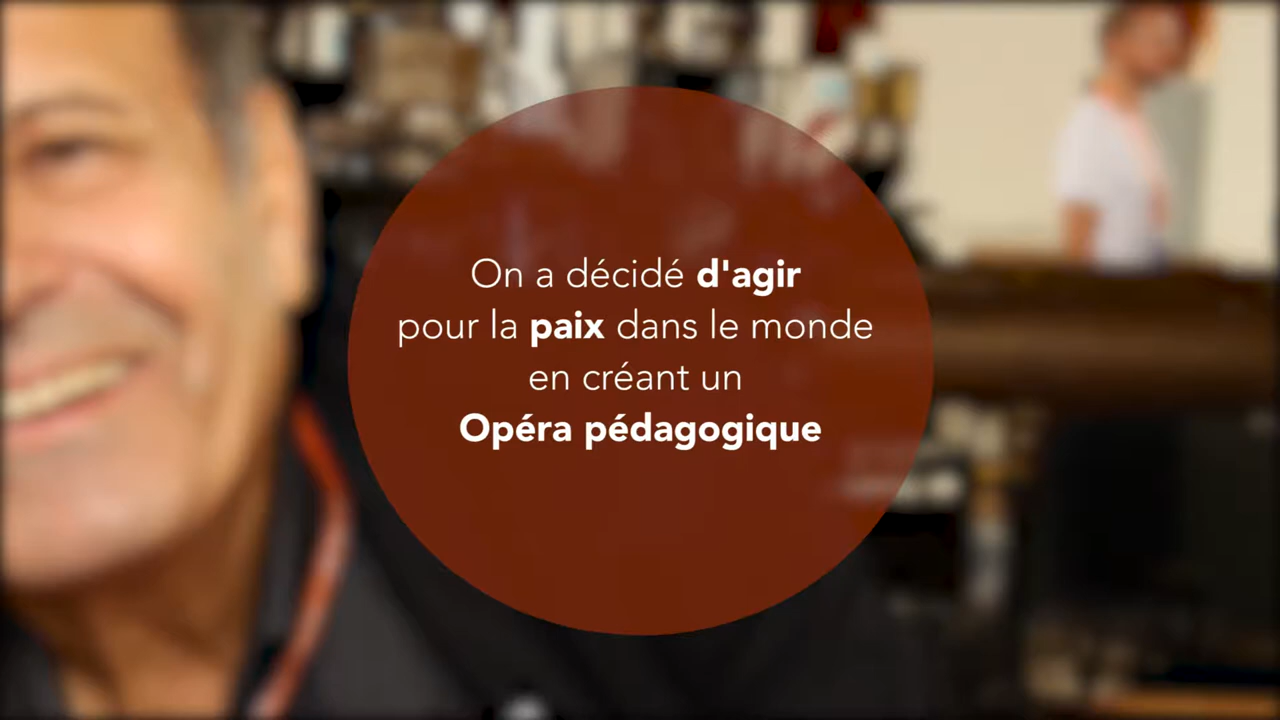 On a décidé d'agir
pour la paix dans le monde
en créant un
Opéra pédagogique